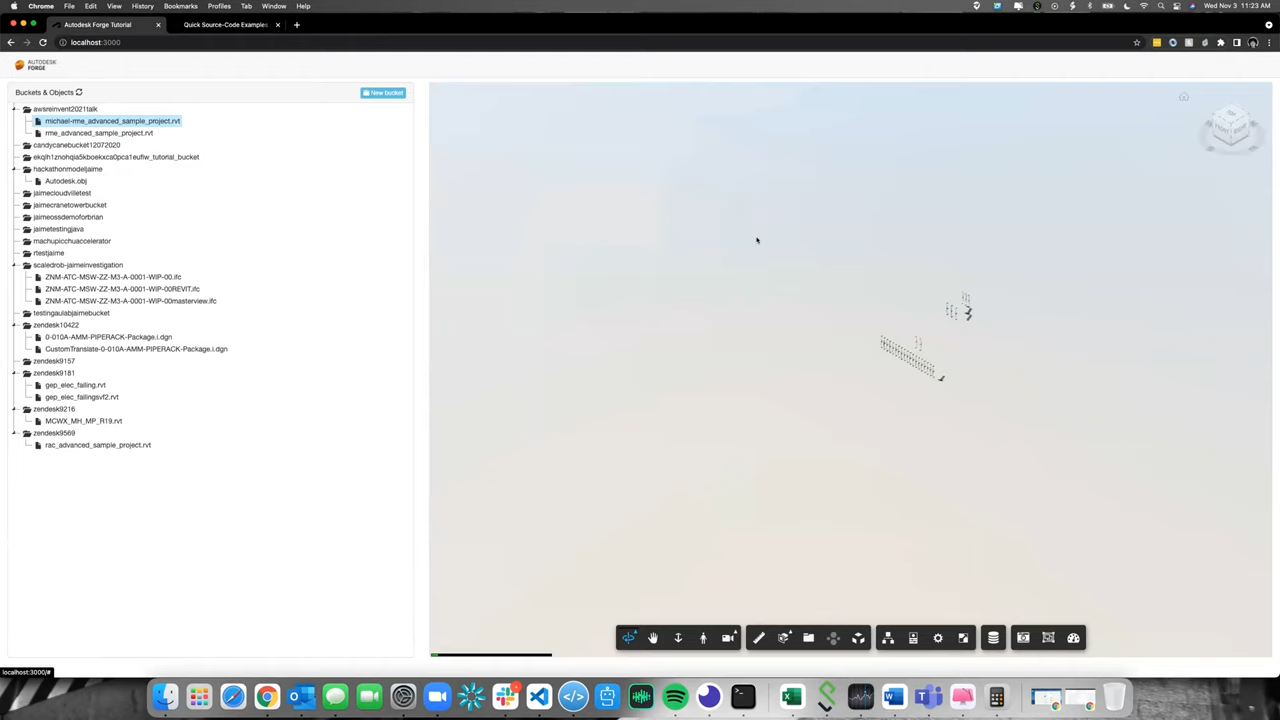 Chrome File Edit View History Bookmarks Profiles Tab Window Help Wed Nov 3 11:23 AM
Autodesk Forge Tutorial Quick Source-Code Examples
localhost:3000
AUTODESK
FORGE
Buckets & Objects New bucket
awsreinvent2021talk
michael-rme_advanced_sample_project.rvt
rme_advanced_sample_project.rvt
candycanebucket12072020
ekqlh1znohqia5kboekxca0pca1eufiw_tutorial_bucket
hackathonmodeljaime
Autodesk.obj
jaimecloudvilletest
jaimecranetowerbucket
jaimeossdemoforbrian
jaimetestingjava
machupicchuaccelerator
rtestjaime
scaledrob-jaimeinvestigation
ZNM-ATC-MSW-ZZ-M3-A-0001-WIP-00.ifc
ZNM-ATC-MSW-ZZ-M3-A-0001-WIP-00REVIT.ifc
ZNM-ATC-MSW-ZZ-M3-A-0001-WIP-00masterview.ifc
testingaulabjaimebucket
zendesk10422
0-010A-AMM-PIPERACK-Package.i.dgn
CustomTranslate-0-010A-AMM-PIPERACK-Package.i.dgn
zendesk9157
zendesk9181
gep_elec_failing.rvt
gep_elec_failingsvf2.rvt
zendesk9216
MCWX_MH_MP_R19.rvt
zendesk9569
rac_advanced_sample_project.rvt
localhost:3000/#